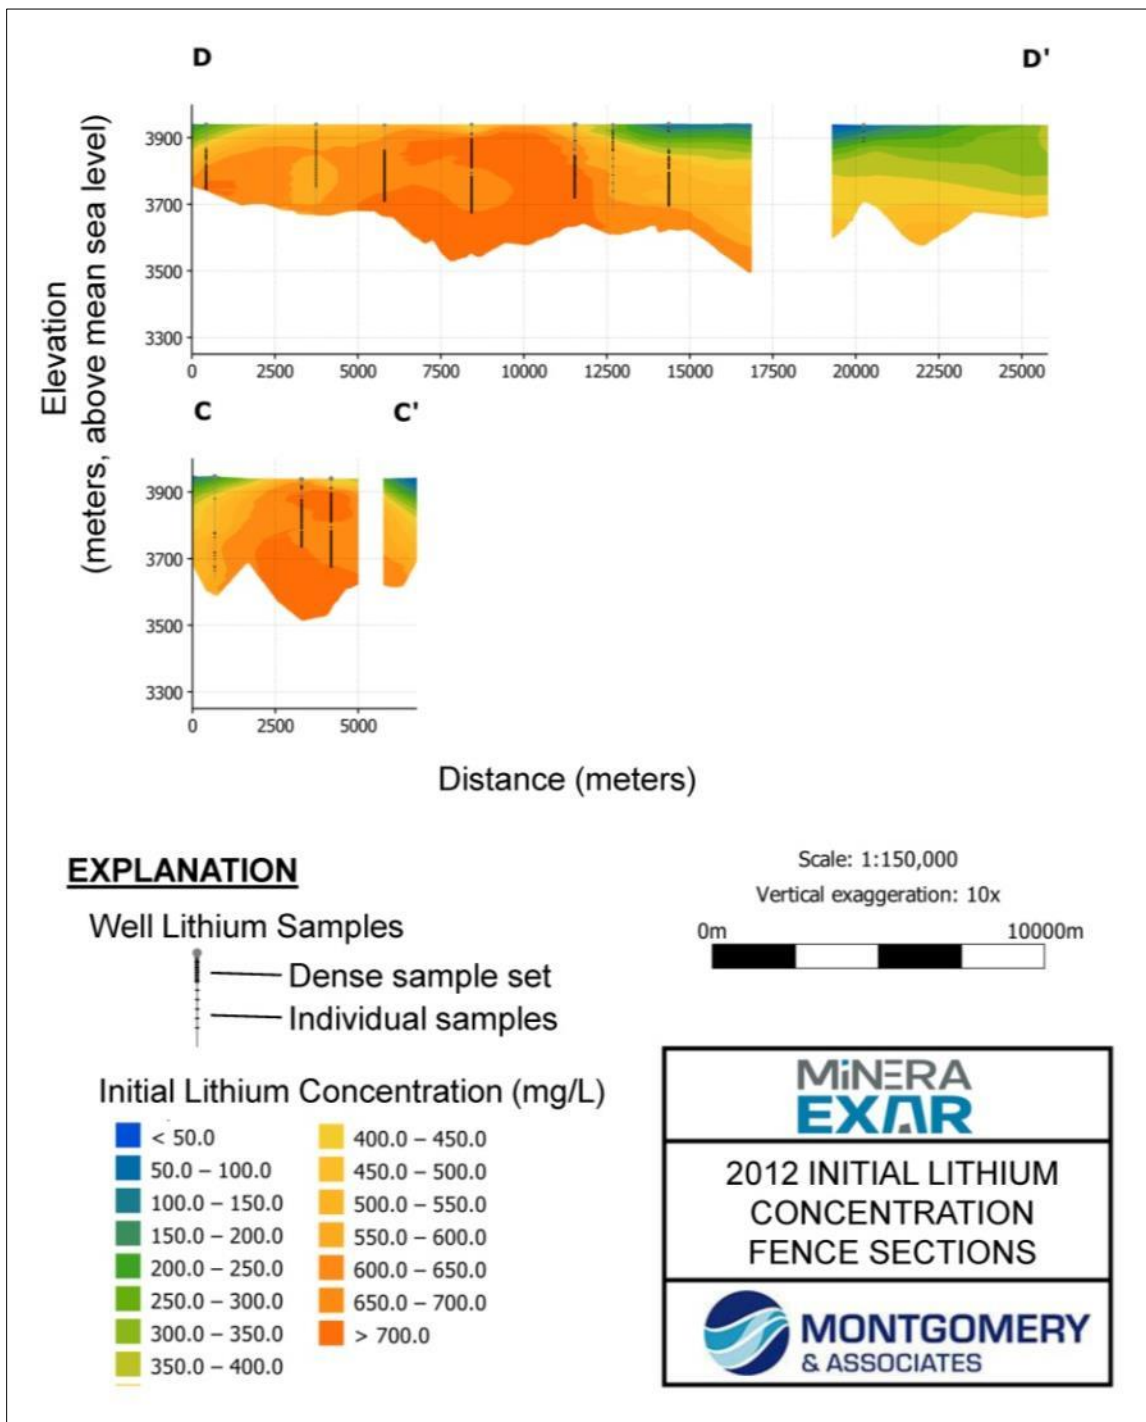 D D'
Elevation
(meters, above mean sea level)
3900
3700
3500
3300
0 2500 5000 7500 10000 12500 15000 17500 20000 22500 25000
C C'
3900
3700
3500
3300
0 2500 5000
Distance (meters)
EXPLANATION
Well Lithium Samples
Dense sample set
Individual samples
Initial Lithium Concentration (mg/L)
< 50.0
50.0 – 100.0
100.0 – 150.0
150.0 – 200.0
200.0 – 250.0
250.0 – 300.0
300.0 – 350.0
350.0 – 400.0
400.0 – 450.0
450.0 – 500.0
500.0 – 550.0
550.0 – 600.0
600.0 – 650.0
650.0 – 700.0
> 700.0
Scale: 1:150,000
Vertical exaggeration: 10x
0m 10000m
MiNERA
EXAR
2012 INITIAL LITHIUM
CONCENTRATION
FENCE SECTIONS
MONTGOMERY
& ASSOCIATES